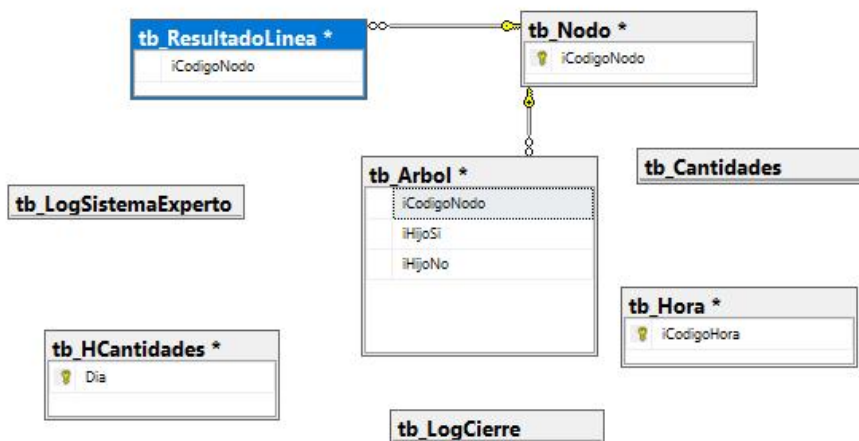 tb_ResultadoLinea *
iCodigoNodo
tb_Nodo *
iCodigoNodo
tb_Arbol *
iCodigoNodo
iHijoSi
iHijoNo
tb_Cantidades
tb_LogSistemaExperto
tb_Hora *
iCodigoHora
tb_HCantidades *
Dia
tb_LogCierre